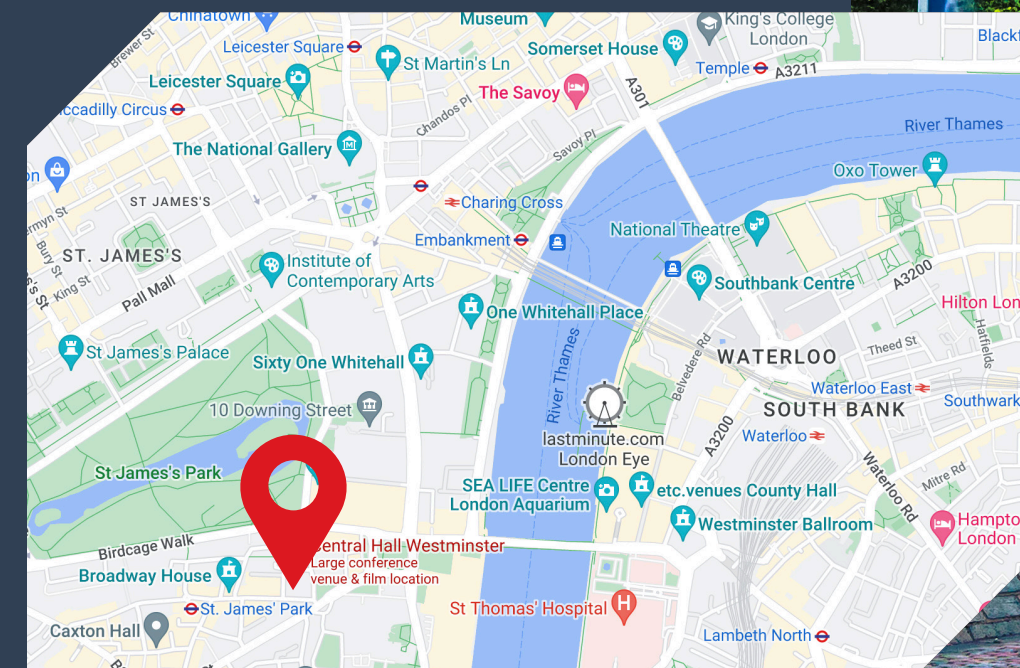 Chinatown
Museum
King's College
London
Brewer St
Leicester Square
St Martin's Ln
Somerset House
Temple
A3211
Leicester Square
The Savoy
A301
Chandos Pl
River Thames
The National Gallery
Savoy Pl
Oxo Tower
ST JAMES'S
Charing Cross
National Theatre
Embankment
Bury St
ST. JAMES'S
King St
Pall Mall
Institute of
Contemporary Arts
A3200
Southbank Centre
One Whitehall Place
Hatfields
St James's Palace
Sixty One Whitehall
River Thames
Belvedere Rd
WATERLOO
Theed St
Waterloo East
10 Downing Street
SOUTH BANK
Southwark
A3200
Waterloo
lastminute.com
London Eye
St James's Park
SEA LIFE Centre
London Aquarium
etc.venues County Hall
Waterloo Rd
Mitre Rd
Westminster Ballroom
London
Birdcage Walk
Central Hall Westminster
Large conference
venue & film location
Broadway House
St. James' Park
St Thomas' Hospital
Caxton Hall
Lambeth North